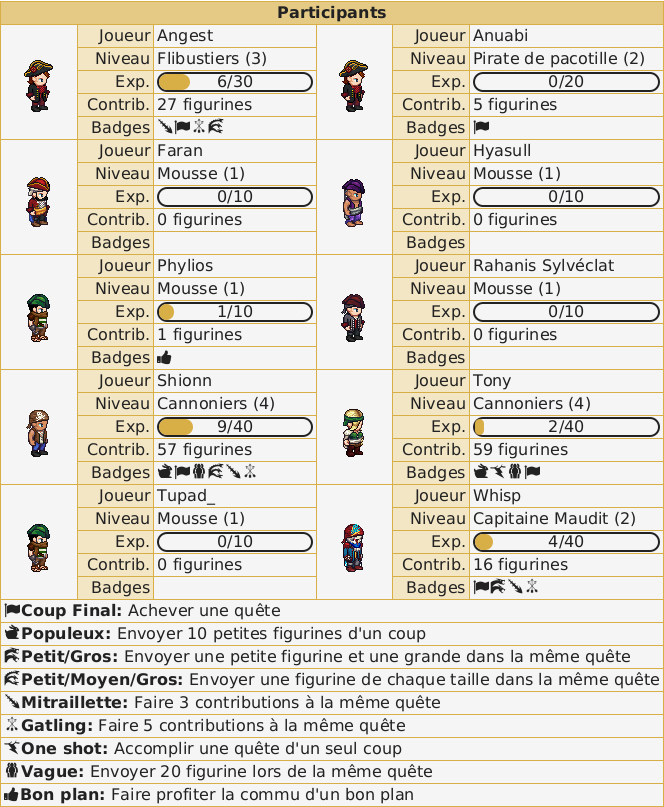 Participants
Joueur Angest
Niveau Flibustiers (3)
Exp. 6/30
Contrib. 27 figurines
Badges
Joueur Anuabi
Niveau Pirate de pacotille (2)
Exp. 0/20
Contrib. 5 figurines
Badges
Joueur Faran
Niveau Mousse (1)
Exp. 0/10
Contrib. 0 figurines
Badges
Joueur Hyasull
Niveau Mousse (1)
Exp. 0/10
Contrib. 0 figurines
Badges
Joueur Phylios
Niveau Mousse (1)
Exp. 1/10
Contrib. 1 figurines
Badges
Joueur Rahanis Sylvéclat
Niveau Mousse (1)
Exp. 0/10
Contrib. 0 figurines
Badges
Joueur Shionn
Niveau Cannoniers (4)
Exp. 9/40
Contrib. 57 figurines
Badges
Joueur Tony
Niveau Cannoniers (4)
Exp. 2/40
Contrib. 59 figurines
Badges
Joueur Tupad_
Niveau Mousse (1)
Exp. 0/10
Contrib. 0 figurines
Badges
Joueur Whisp
Niveau Capitaine Maudit (2)
Exp. 4/40
Contrib. 16 figurines
Badges
Coup Final: Achever une quête
Populeux: Envoyer 10 petites figurines d'un coup
Petit/Gros: Envoyer une petite figurine et une grande dans la même quête
Petit/Moyen/Gros: Envoyer une figurine de chaque taille dans la même quête
Mitraillette: Faire 3 contributions à la même quête
Gatling: Faire 5 contributions à la même quête
One shot: Accomplir une quête d'un seul coup
Vague: Envoyer 20 figurine lors de la même quête
Bon plan: Faire profiter la commu d'un bon plan